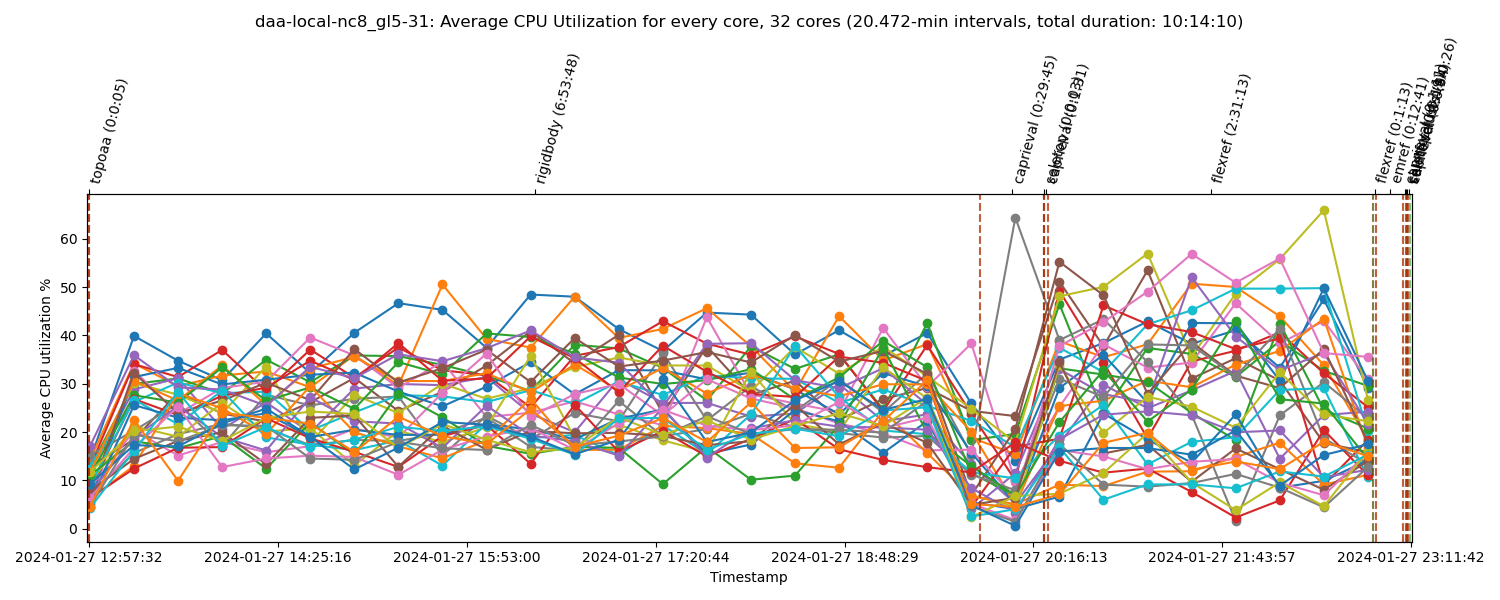 daa-local-nc8_gl5-31: Average CPU Utilization for every core, 32 cores (20.472-min intervals, total duration: 10:14:10)
topoaa (0:0:05)
rigidbody (6:53:48)
caprieval (0:29:45)
flexref (2:31:13)
flexref (0:1:13)
emref (0:12:41)
Average CPU utilization %
60
50
40
30
20
10
0
2024-01-27 12:57:32
2024-01-27 14:25:16
2024-01-27 15:53:00
2024-01-27 17:20:44
2024-01-27 18:48:29
2024-01-27 20:16:13
2024-01-27 21:43:57
2024-01-27 23:11:42
Timestamp